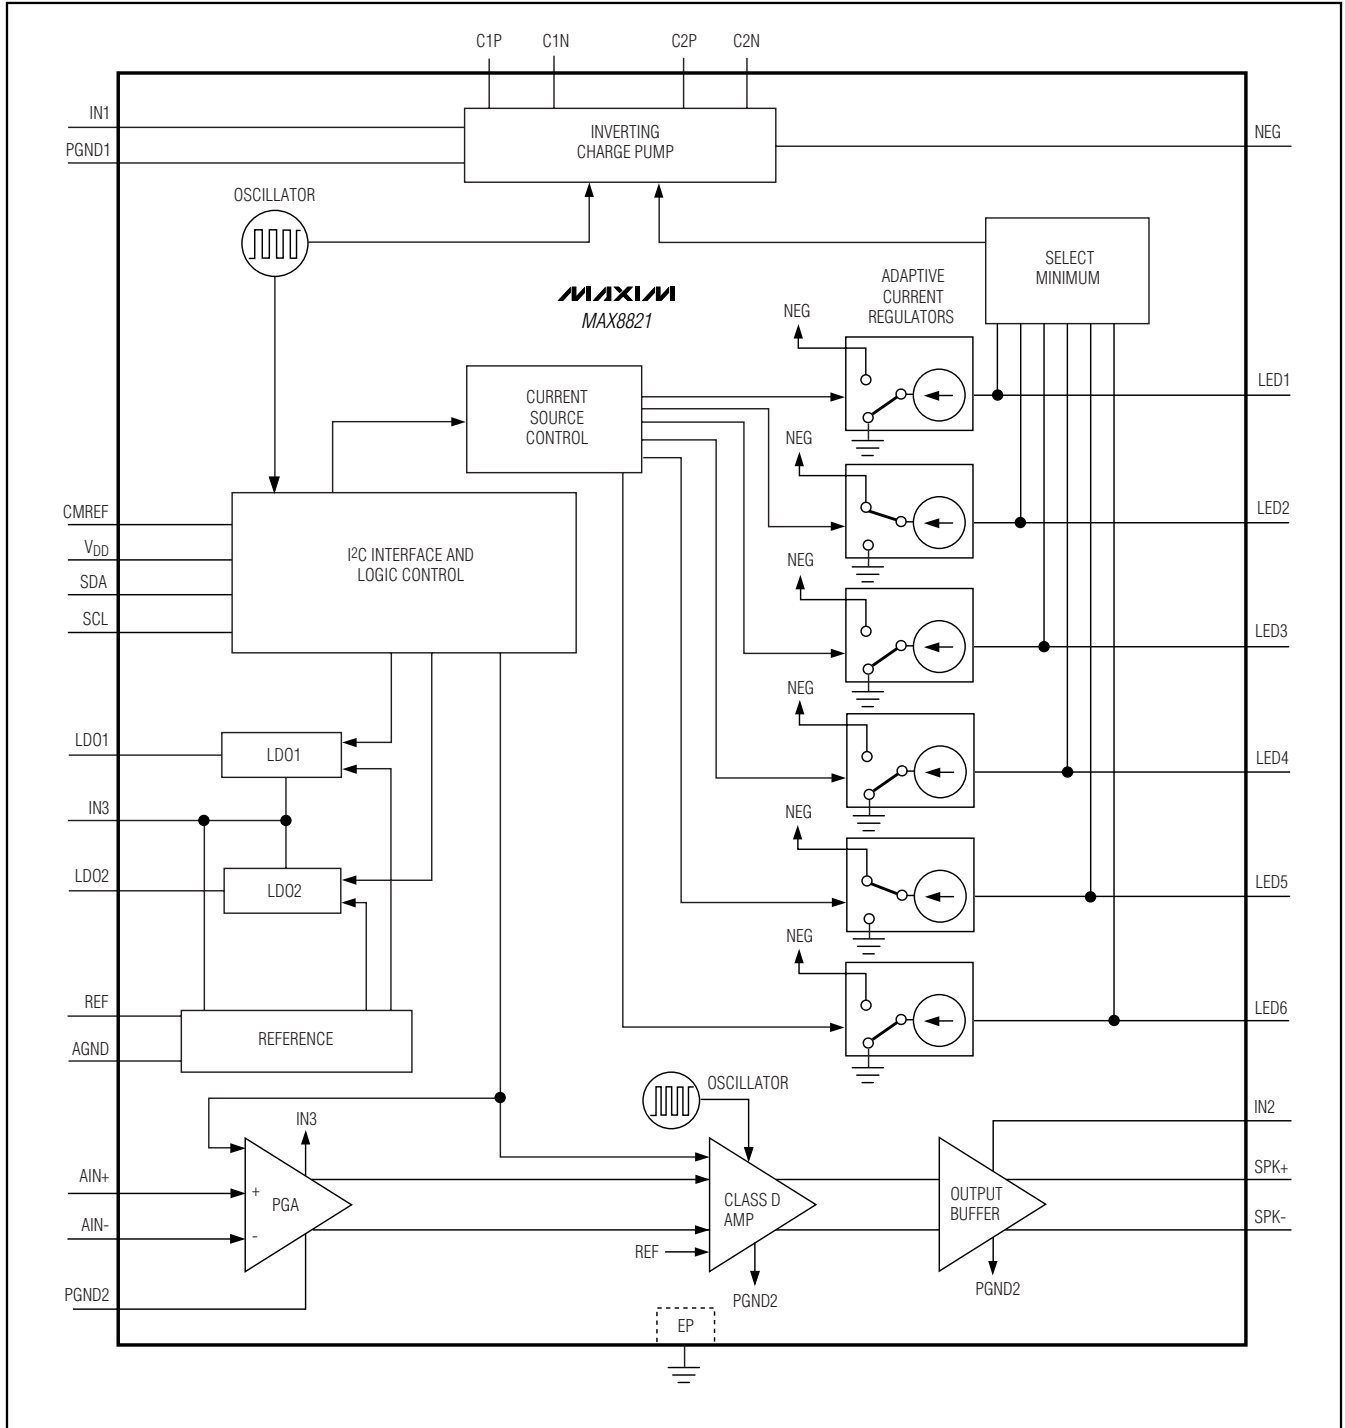 C1P C1N C2P C2N
IN1
INVERTING
CHARGE PUMP
NEG
PGND1
OSCILLATOR
SELECT
MINIMUM
ADAPTIVE
CURRENT
REGULATORS
MAXIM
MAX8821
NEG
LED1
CURRENT
SOURCE
CONTROL
NEG
LED2
CMREF
VDD
SDA
SCL
I2C INTERFACE AND
LOGIC CONTROL
NEG
LED3
NEG
LED4
LDO1
LDO1
IN3
NEG
LDO2
LDO2
LED5
NEG
REF
LED6
AGND
REFERENCE
OSCILLATOR
IN2
IN3
AIN+
+
PGA
-
AIN-
CLASS D
AMP
REF
OUTPUT
BUFFER
SPK+
SPK-
PGND2
PGND2
PGND2
EP